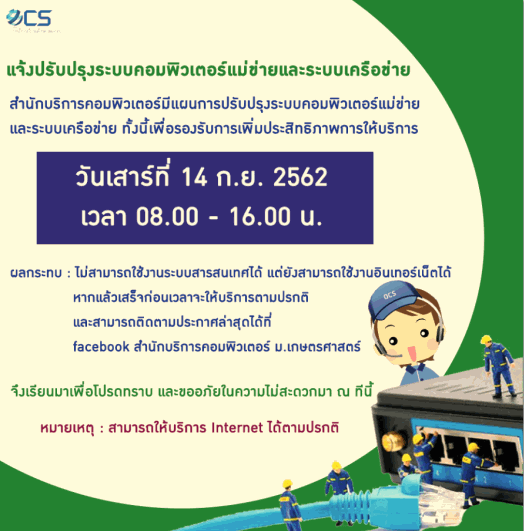 OCS
แจ้งปรับปรุงระบบคอมพิวเตอร์แม่ข่ายและระบบเครือข่าย
สำนักบริการคอมพิวเตอร์มีแผนการปรับปรุงระบบคอมพิวเตอร์แม่ข่าย
และระบบเครือข่าย ทั้งนี้เพื่อรองรับการเพิ่มประสิทธิภาพการให้บริการ
วันเสาร์ที่ 14 ก.ย. 2562
เวลา 08.00 - 16.00 น.
ผลกระทบ : ไม่สามารถใช้งานระบบสารสนเทศได้ แต่ยังสามารถใช้งานอินเทอร์เน็ตได้
หากแล้วเสร็จก่อนเวลาจะให้บริการตามปรกติ
และสามารถติดตามประกาศล่าสุดได้ที่
facebook สำนักบริการคอมพิวเตอร์ ม.เกษตรศาสตร์
OCS
จึงเรียนมาเพื่อโปรดทราบ และขออภัยในความไม่สะดวกมา ณ ทีนี้
หมายเหตุ : สามารถให้บริการ Internet ได้ตามปรกติ